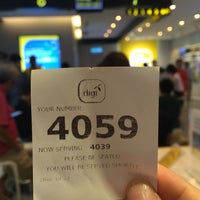 digi
YOUR NUMBER
4059
NOW SERVING 4039
PLEASE BE SEATED
YOU WILL BE SERVED SHORTLY